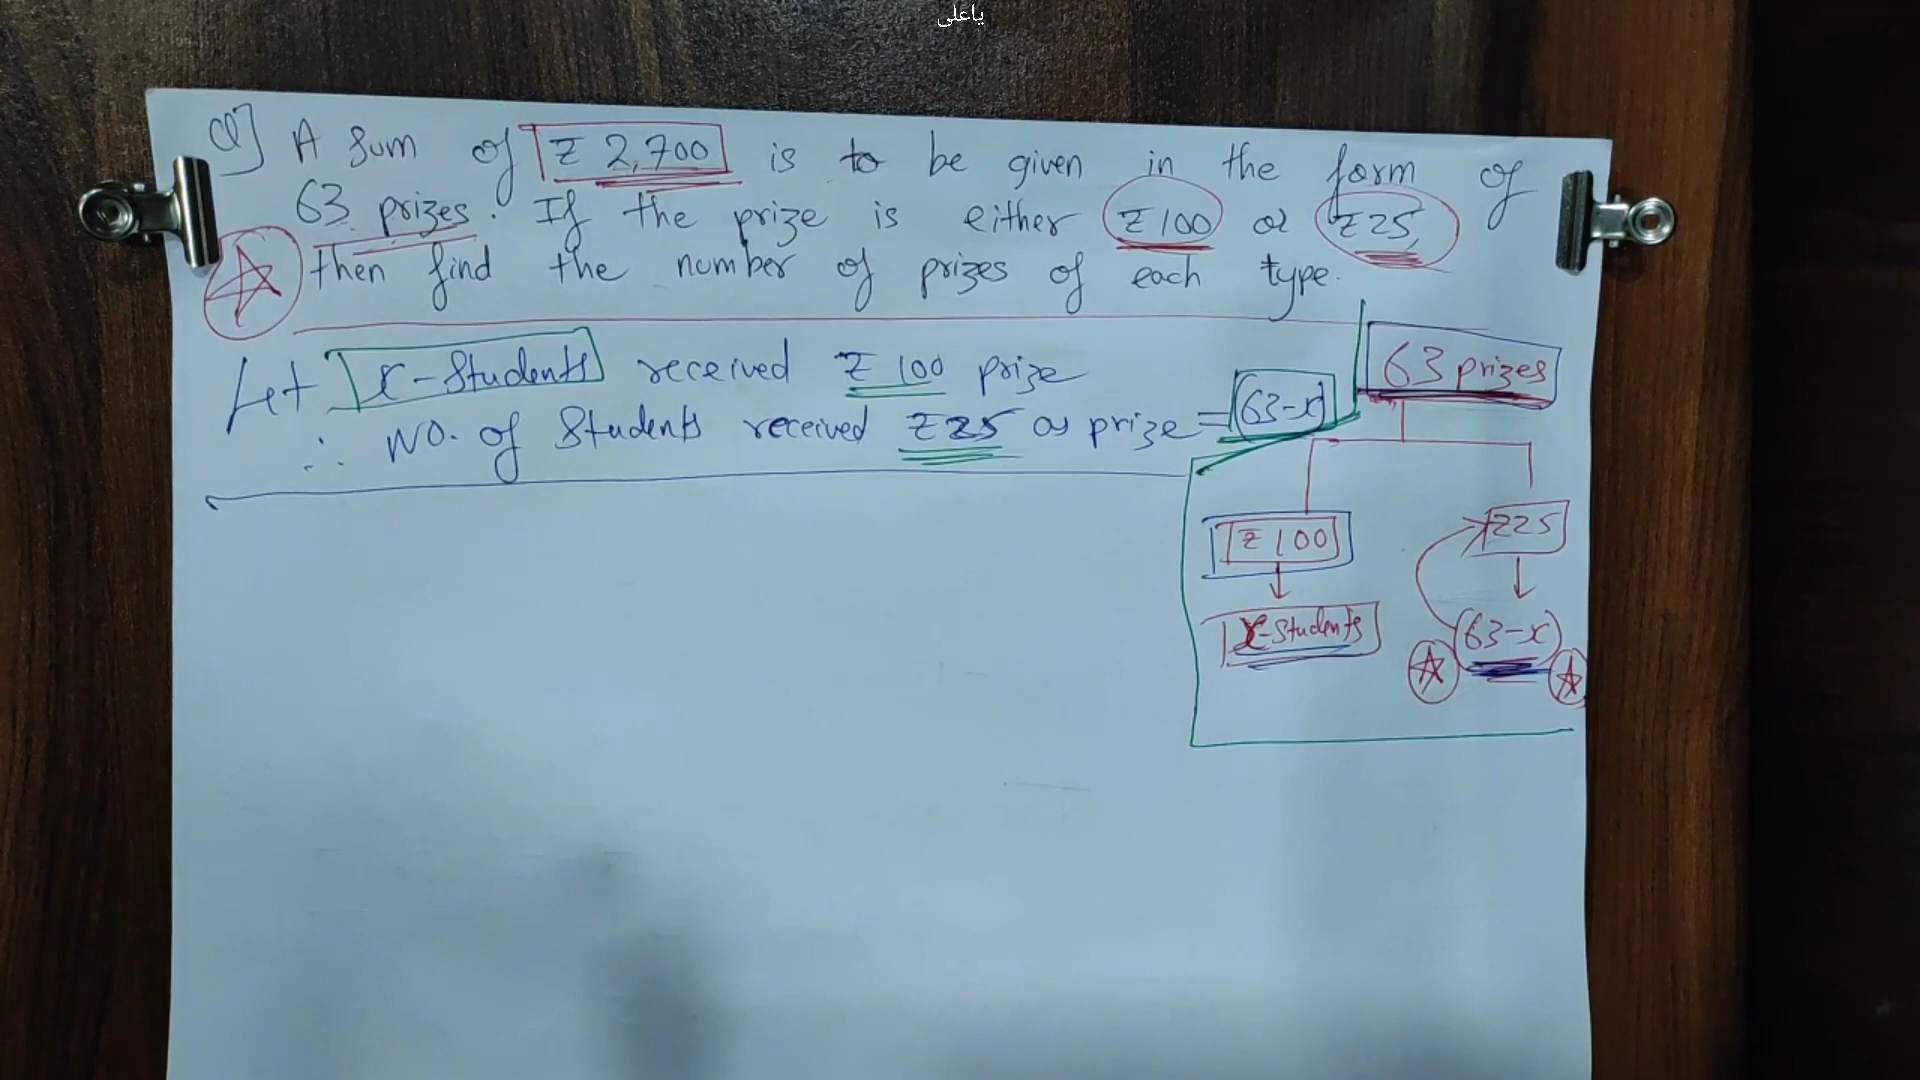 ياعلى
Q] A Sum of ₹ 2,700 is to be given in the form of
63 prizes. If the prize is either ₹100 or ₹25,
then find the number of prizes of each type.
Let x-Students received ₹ 100 prize
∴ NO. of Students received ₹25 as prize = (63-x)
63 prizes
₹100
₹25
x-Students
(63-x)